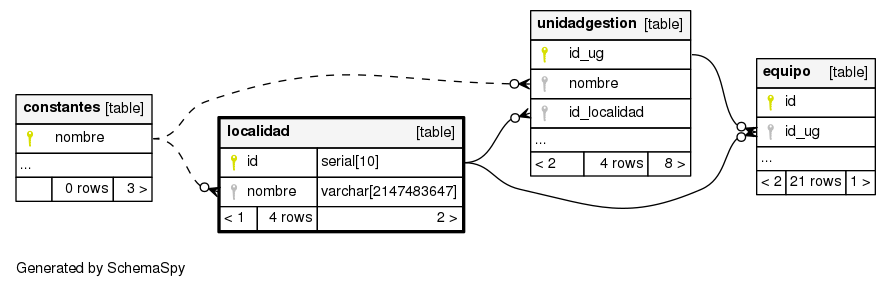 constantes [table]
nombre
...
0 rows 3 >
localidad [table]
id serial[10]
nombre varchar[2147483647]
< 1 4 rows 2 >
unidadgestion [table]
id_ug
nombre
id_localidad
...
< 2 4 rows 8 >
equipo [table]
id
id_ug
...
< 2 21 rows 1 >
Generated by SchemaSpy